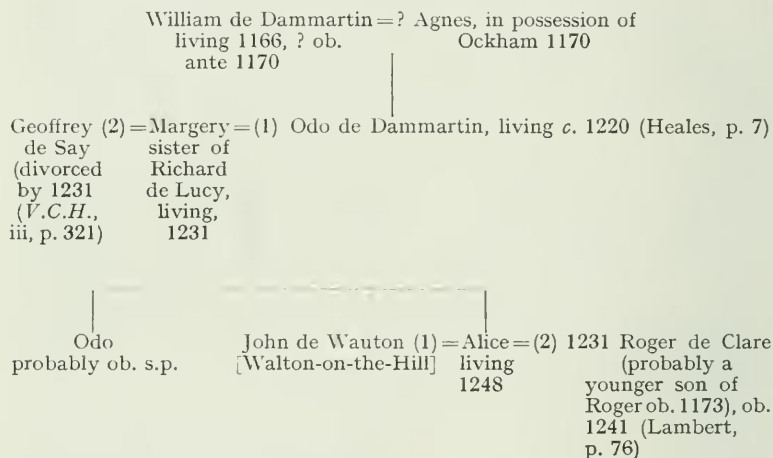 William de Dammartin = ? Agnes, in possession of
living 1166, ? ob. Ockham 1170
ante 1170
Geoffrey (2) = Margery = (1) Odo de Dammartin, living c. 1220 (Heales, p. 7)
de Say sister of
(divorced Richard
by 1231 de Lucy,
(V.C.H., living,
iii, p. 321) 1231
Odo John de Wauton (1) = Alice = (2) 1231 Roger de Clare
probably ob. s.p. [Walton-on-the-Hill] living (probably a
1248 younger son of
Roger ob. 1173), ob.
1241 (Lambert,
p. 76)